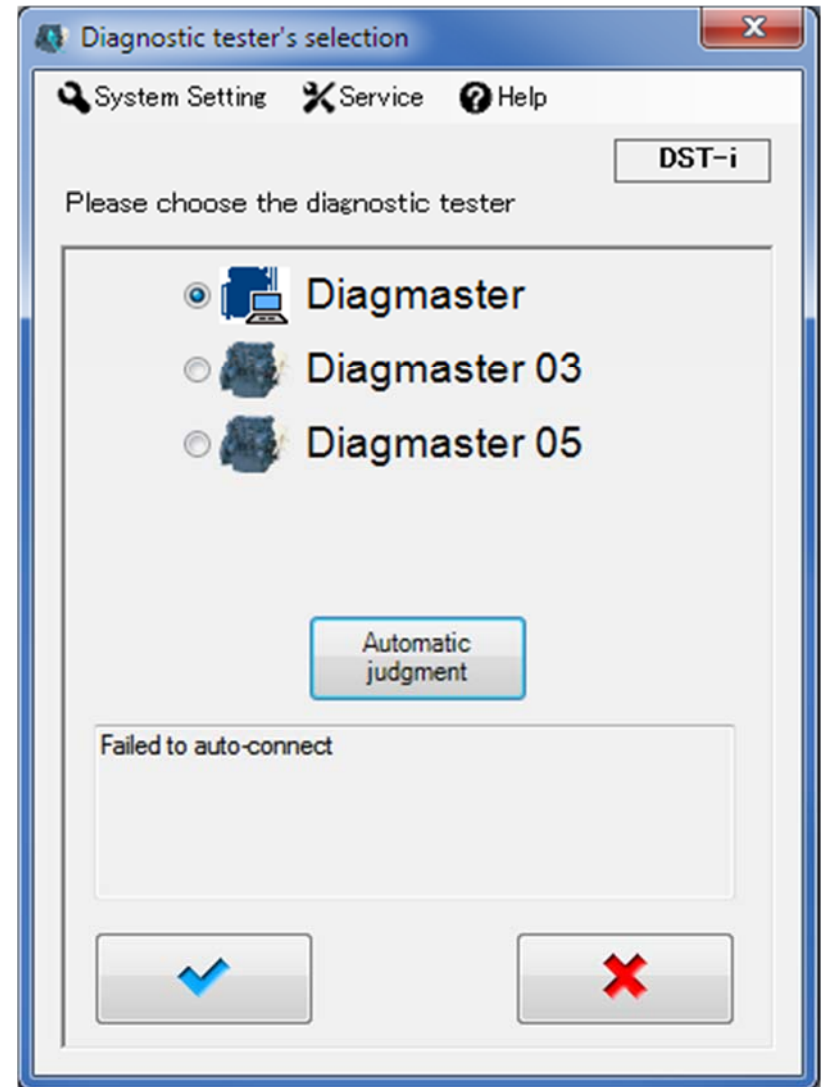 Diagnostic tester's selection
System Setting Service Help
DST-i
Please choose the diagnostic tester
Diagmaster
Diagmaster 03
Diagmaster 05
Automatic
judgment
Failed to auto-connect